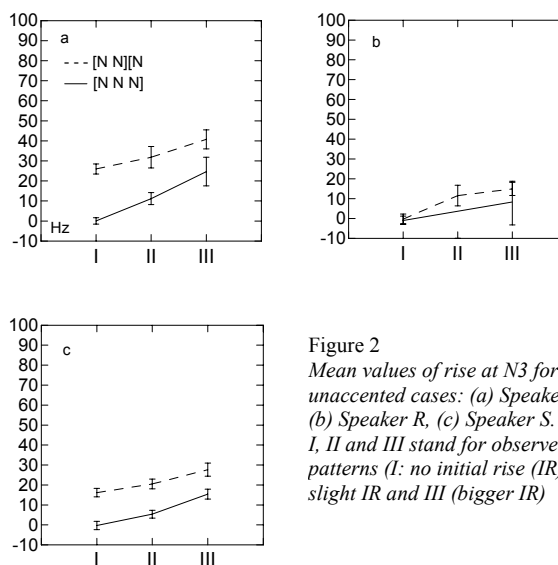 a
[N N][N
[N N N]
100
90
80
70
60
50
40
30
20
10
0
-10
Hz
I II III
b
100
90
80
70
60
50
40
30
20
10
0
-10
I II III
c
100
90
80
70
60
50
40
30
20
10
0
-10
I II III
Figure 2
Mean values of rise at N3 for
unaccented cases: (a) Speake
(b) Speaker R, (c) Speaker S.
I, II and III stand for observe
patterns (I: no initial rise (IR)
slight IR and III (bigger IR)